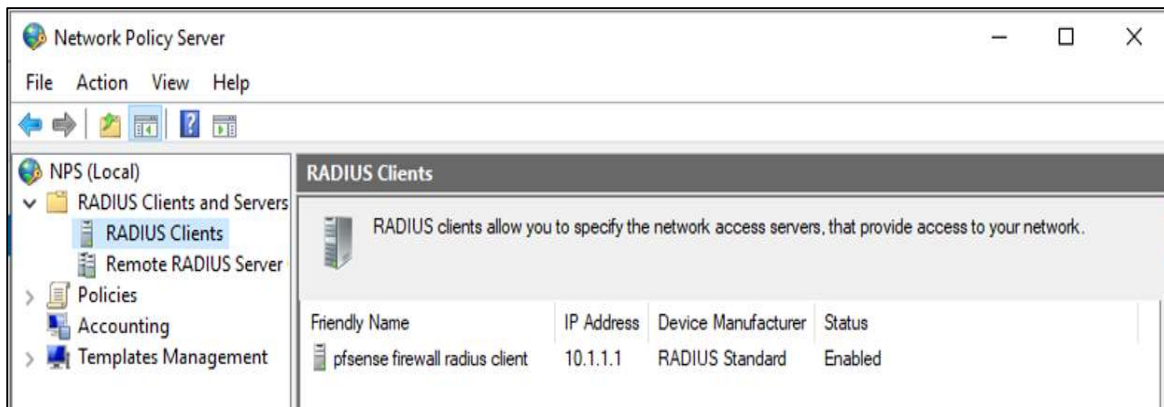 Network Policy Server
File Action View Help
NPS (Local)
RADIUS Clients and Servers
RADIUS Clients
Remote RADIUS Server
Policies
Accounting
Templates Management
RADIUS Clients
RADIUS clients allow you to specify the network access servers, that provide access to your network.
Friendly Name IP Address Device Manufacturer Status
pfsense firewall radius client 10.1.1.1 RADIUS Standard Enabled